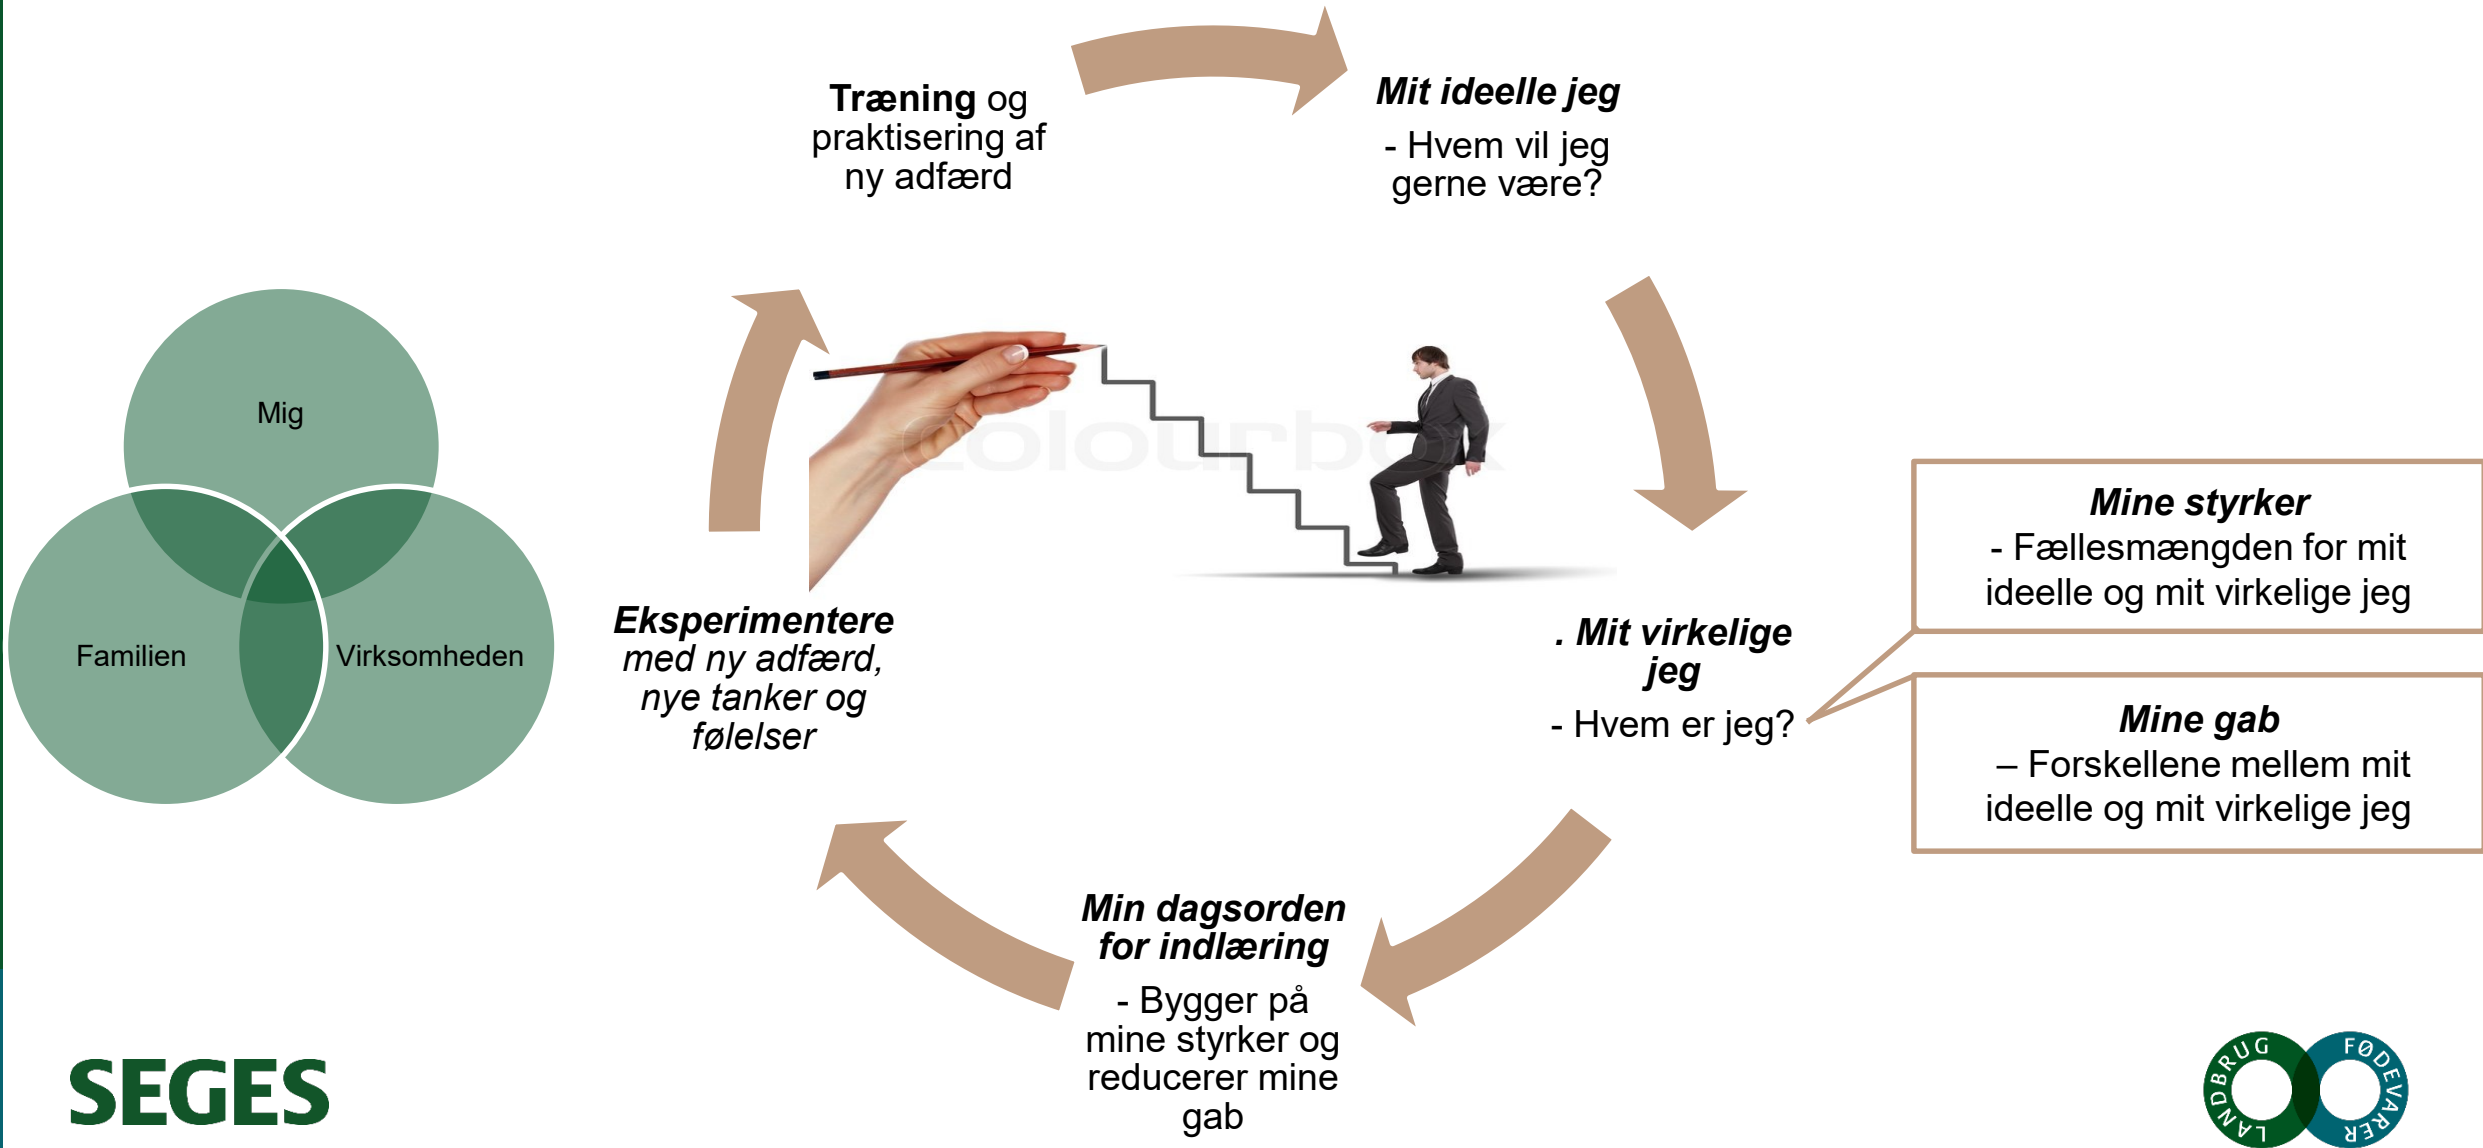 Træning og
praktisering af
ny adfærd
Mit ideelle jeg
- Hvem vil jeg
gerne være?
Mig
Familien
Virksomheden
colourbox
Mine styrker
- Fællesmængden for mit
ideelle og mit virkelige jeg
Eksperimentere
med ny adfærd,
nye tanker og
følelser
. Mit virkelige
jeg
- Hvem er jeg?
Mine gab
– Forskellene mellem mit
ideelle og mit virkelige jeg
Min dagsorden
for indlæring
- Bygger på
mine styrker og
reducerer mine
gab
SEGES
LANDBRUG
FØDEVARER